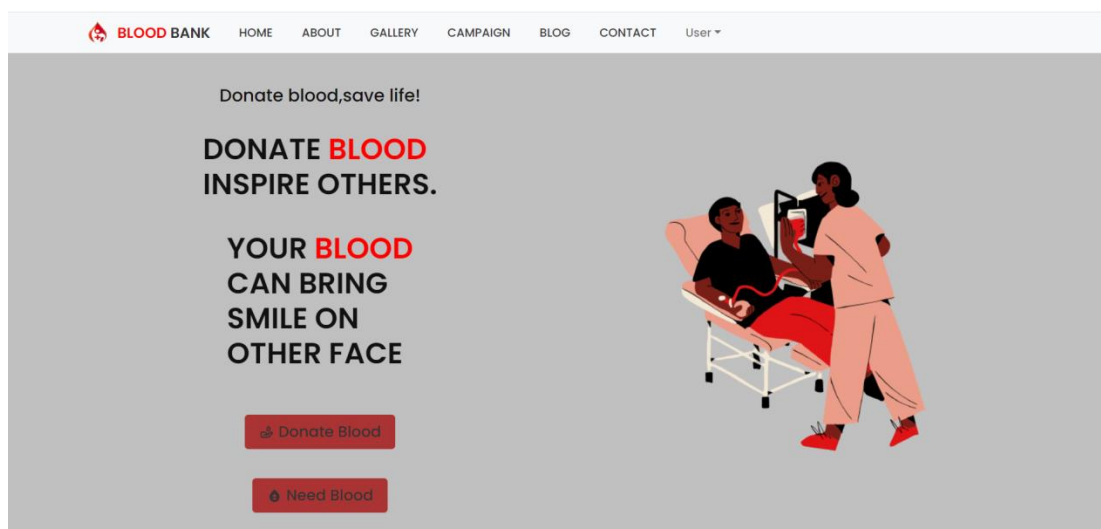 BLOOD BANK HOME ABOUT GALLERY CAMPAIGN BLOG CONTACT User
Donate blood,save life!
DONATE BLOOD
INSPIRE OTHERS.
YOUR BLOOD
CAN BRING
SMILE ON
OTHER FACE
Donate Blood
Need Blood